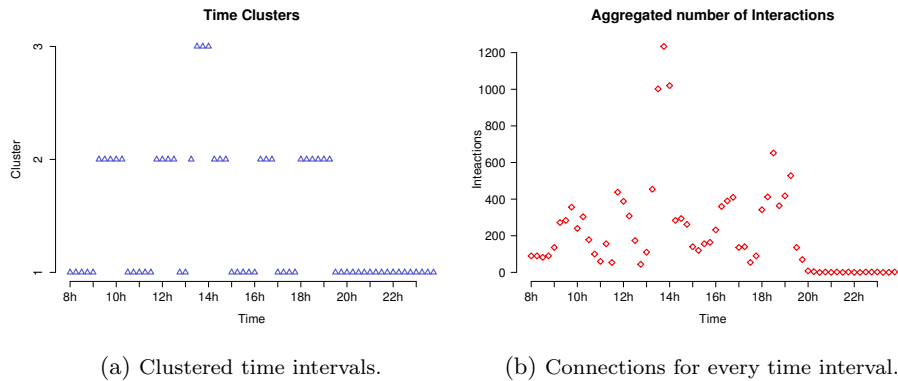 Time Clusters
3
2
1
Cluster
8h 10h 12h 14h 16h 18h 20h 22h
Time
(a) Clustered time intervals.
Aggregated number of Interactions
1200
1000
800
600
400
200
0
Inteactions
8h 10h 12h 14h 16h 18h 20h 22h
Time
(b) Connections for every time interval.